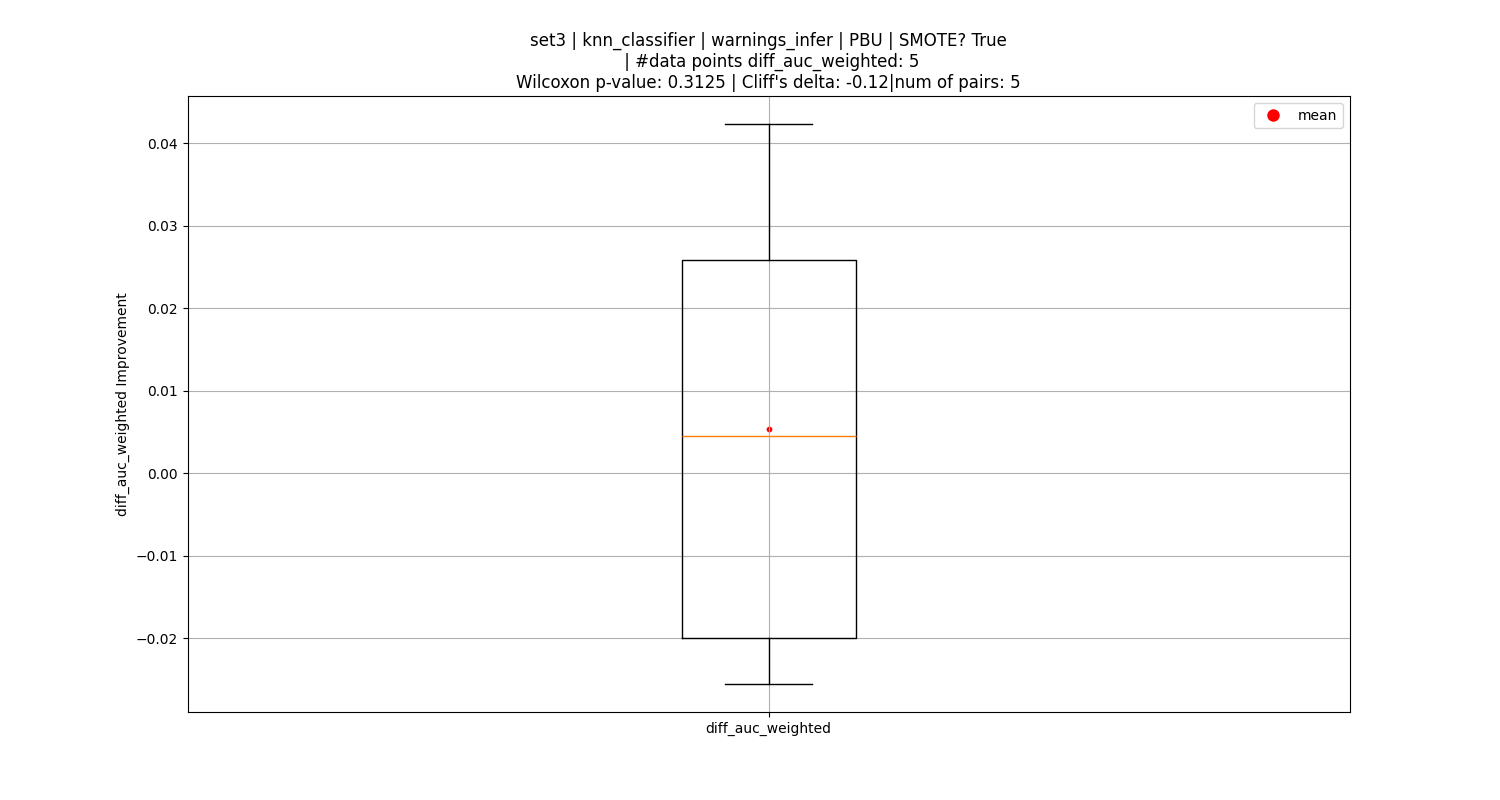 set3 | knn_classifier | warnings_infer | PBU | SMOTE? True
| #data points diff_auc_weighted: 5
Wilcoxon p-value: 0.3125 | Cliff's delta: -0.12|num of pairs: 5
mean
0.04
0.03
0.02
0.01
0.00
−0.01
−0.02
diff_auc_weighted Improvement
diff_auc_weighted